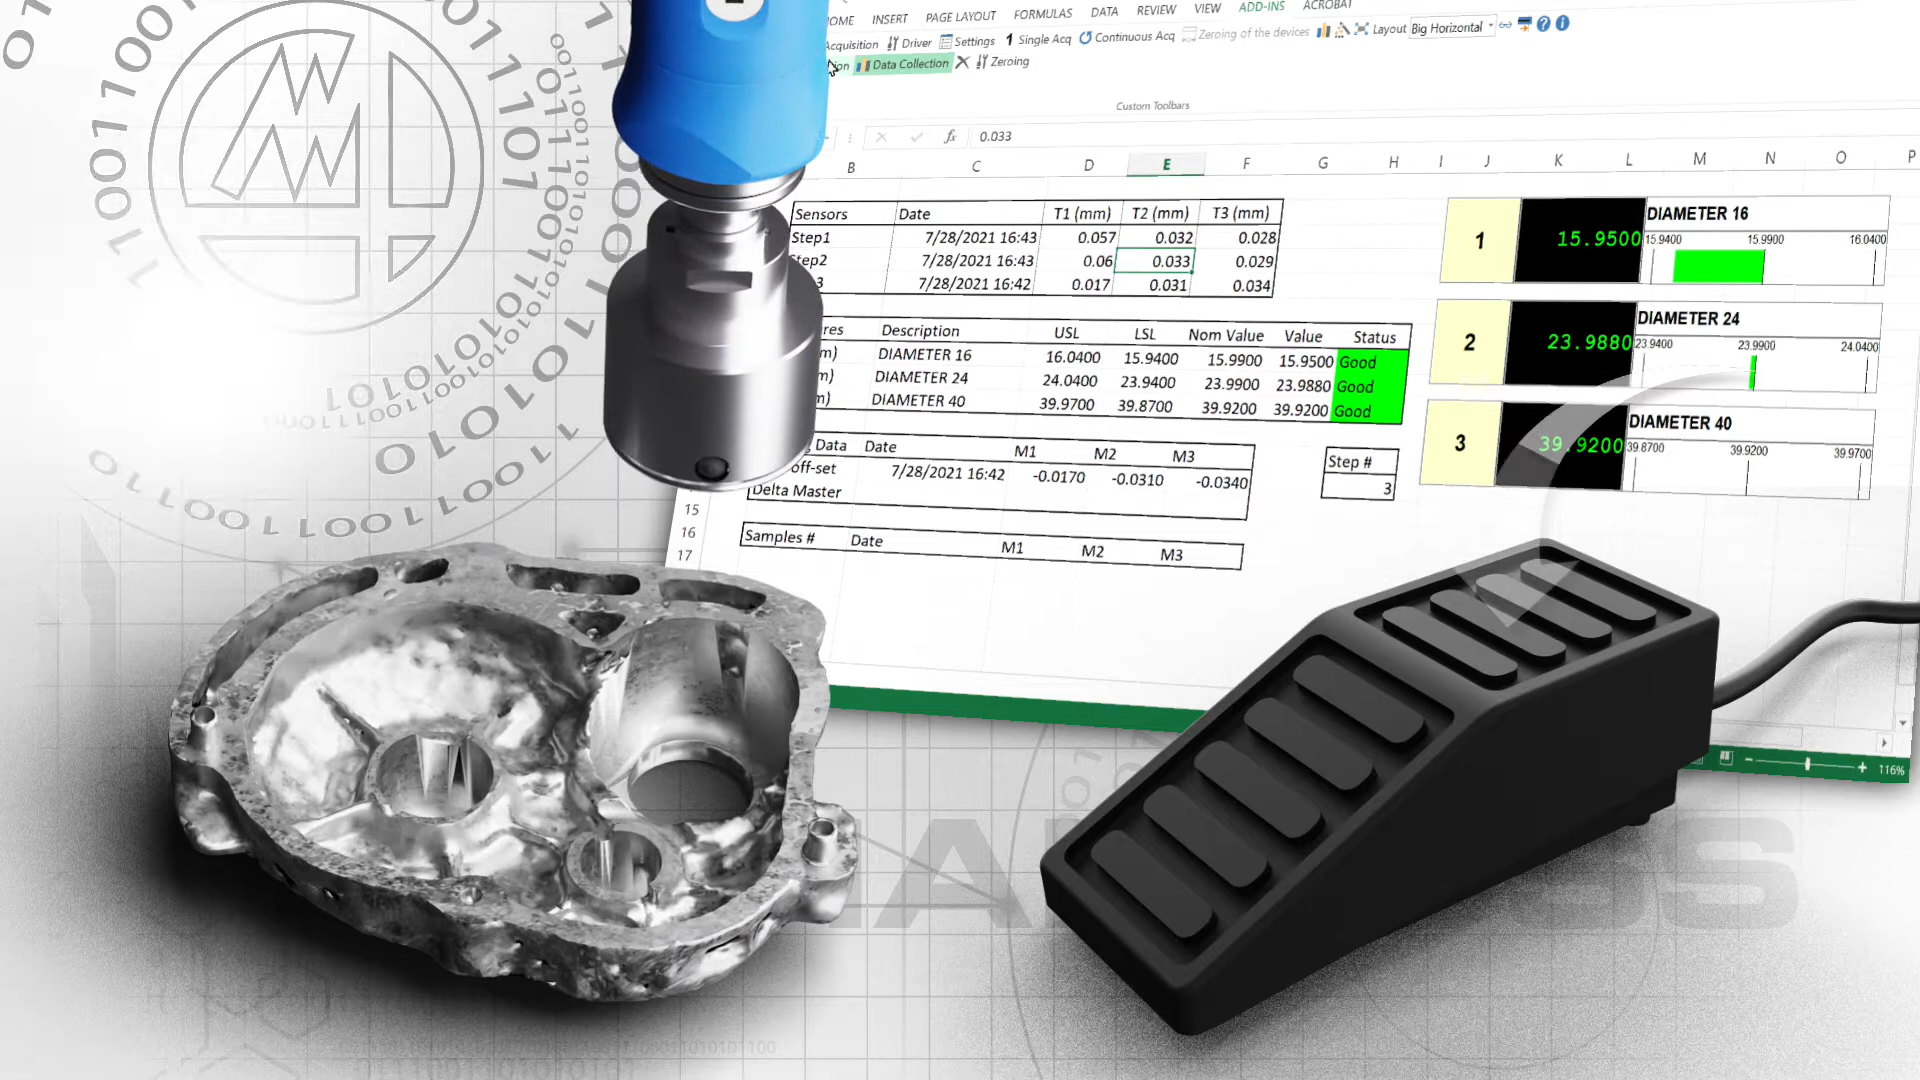 HOME INSERT PAGE LAYOUT FORMULAS DATA REVIEW VIEW ADD-INS ACROBAT
Acquisition Driver Settings 1 Single Acq Continuous Acq Zeroing of the devices Layout Big Horizontal
Data Collection Zeroing
Custom Toolbars
fx 0.033
B C D E F G H I J K L M N O P
Sensors Date T1 (mm) T2 (mm) T3 (mm)
Step1 7/28/2021 16:43 0.057 0.032 0.028
Step2 7/28/2021 16:43 0.06 0.033 0.029
3 7/28/2021 16:42 0.017 0.031 0.034
Description USL LSL Nom Value Value Status
DIAMETER 16 16.0400 15.9400 15.9900 15.9500 Good
DIAMETER 24 24.0400 23.9400 23.9900 23.9880 Good
DIAMETER 40 39.9700 39.8700 39.9200 39.9200 Good
Data Date M1 M2 M3
off-set 7/28/2021 16:42 -0.0170 -0.0310 -0.0340
Delta Master
Step #
3
15
16
17
Samples # Date M1 M2 M3
1 15.9500 DIAMETER 16
15.9400 15.9900 16.0400
2 23.9880 DIAMETER 24
23.9400 23.9900 24.0400
3 39.9200 DIAMETER 40
39.8700 39.9200 39.9700
116%